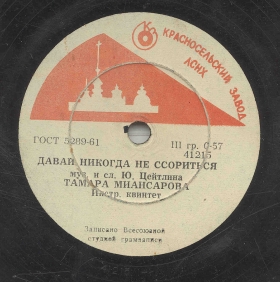 КРАСНОСЕЛЬСКИЙ ЗАВОД
ЛСНХ
ГОСТ 5289-61
III гр. С-57
41215
ДАВАЙ НИКОГДА НЕ ССОРИТЬСЯ
муз. и сл. Ю. Цейтлина
ТАМАРА МИАНСАРОВА
Инстр. квинтет
Записано Всесоюзной
студией грамзаписи